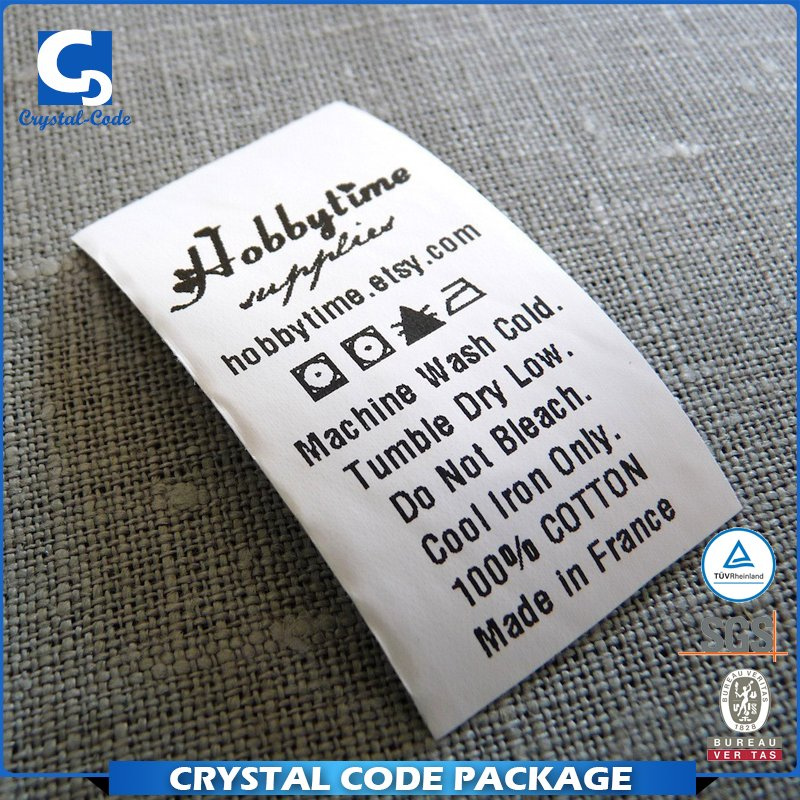 Crystal-Code
Hobbytime
supplies
hobbytime.etsy.com
Machine Wash Cold.
Tumble Dry Low.
Do Not Bleach.
Cool Iron Only.
100% COTTON
Made in France
TÜVRheinland
SGS
BUREAU VERITAS
1828
BUREAU
VERITAS
CRYSTAL CODE PACKAGE